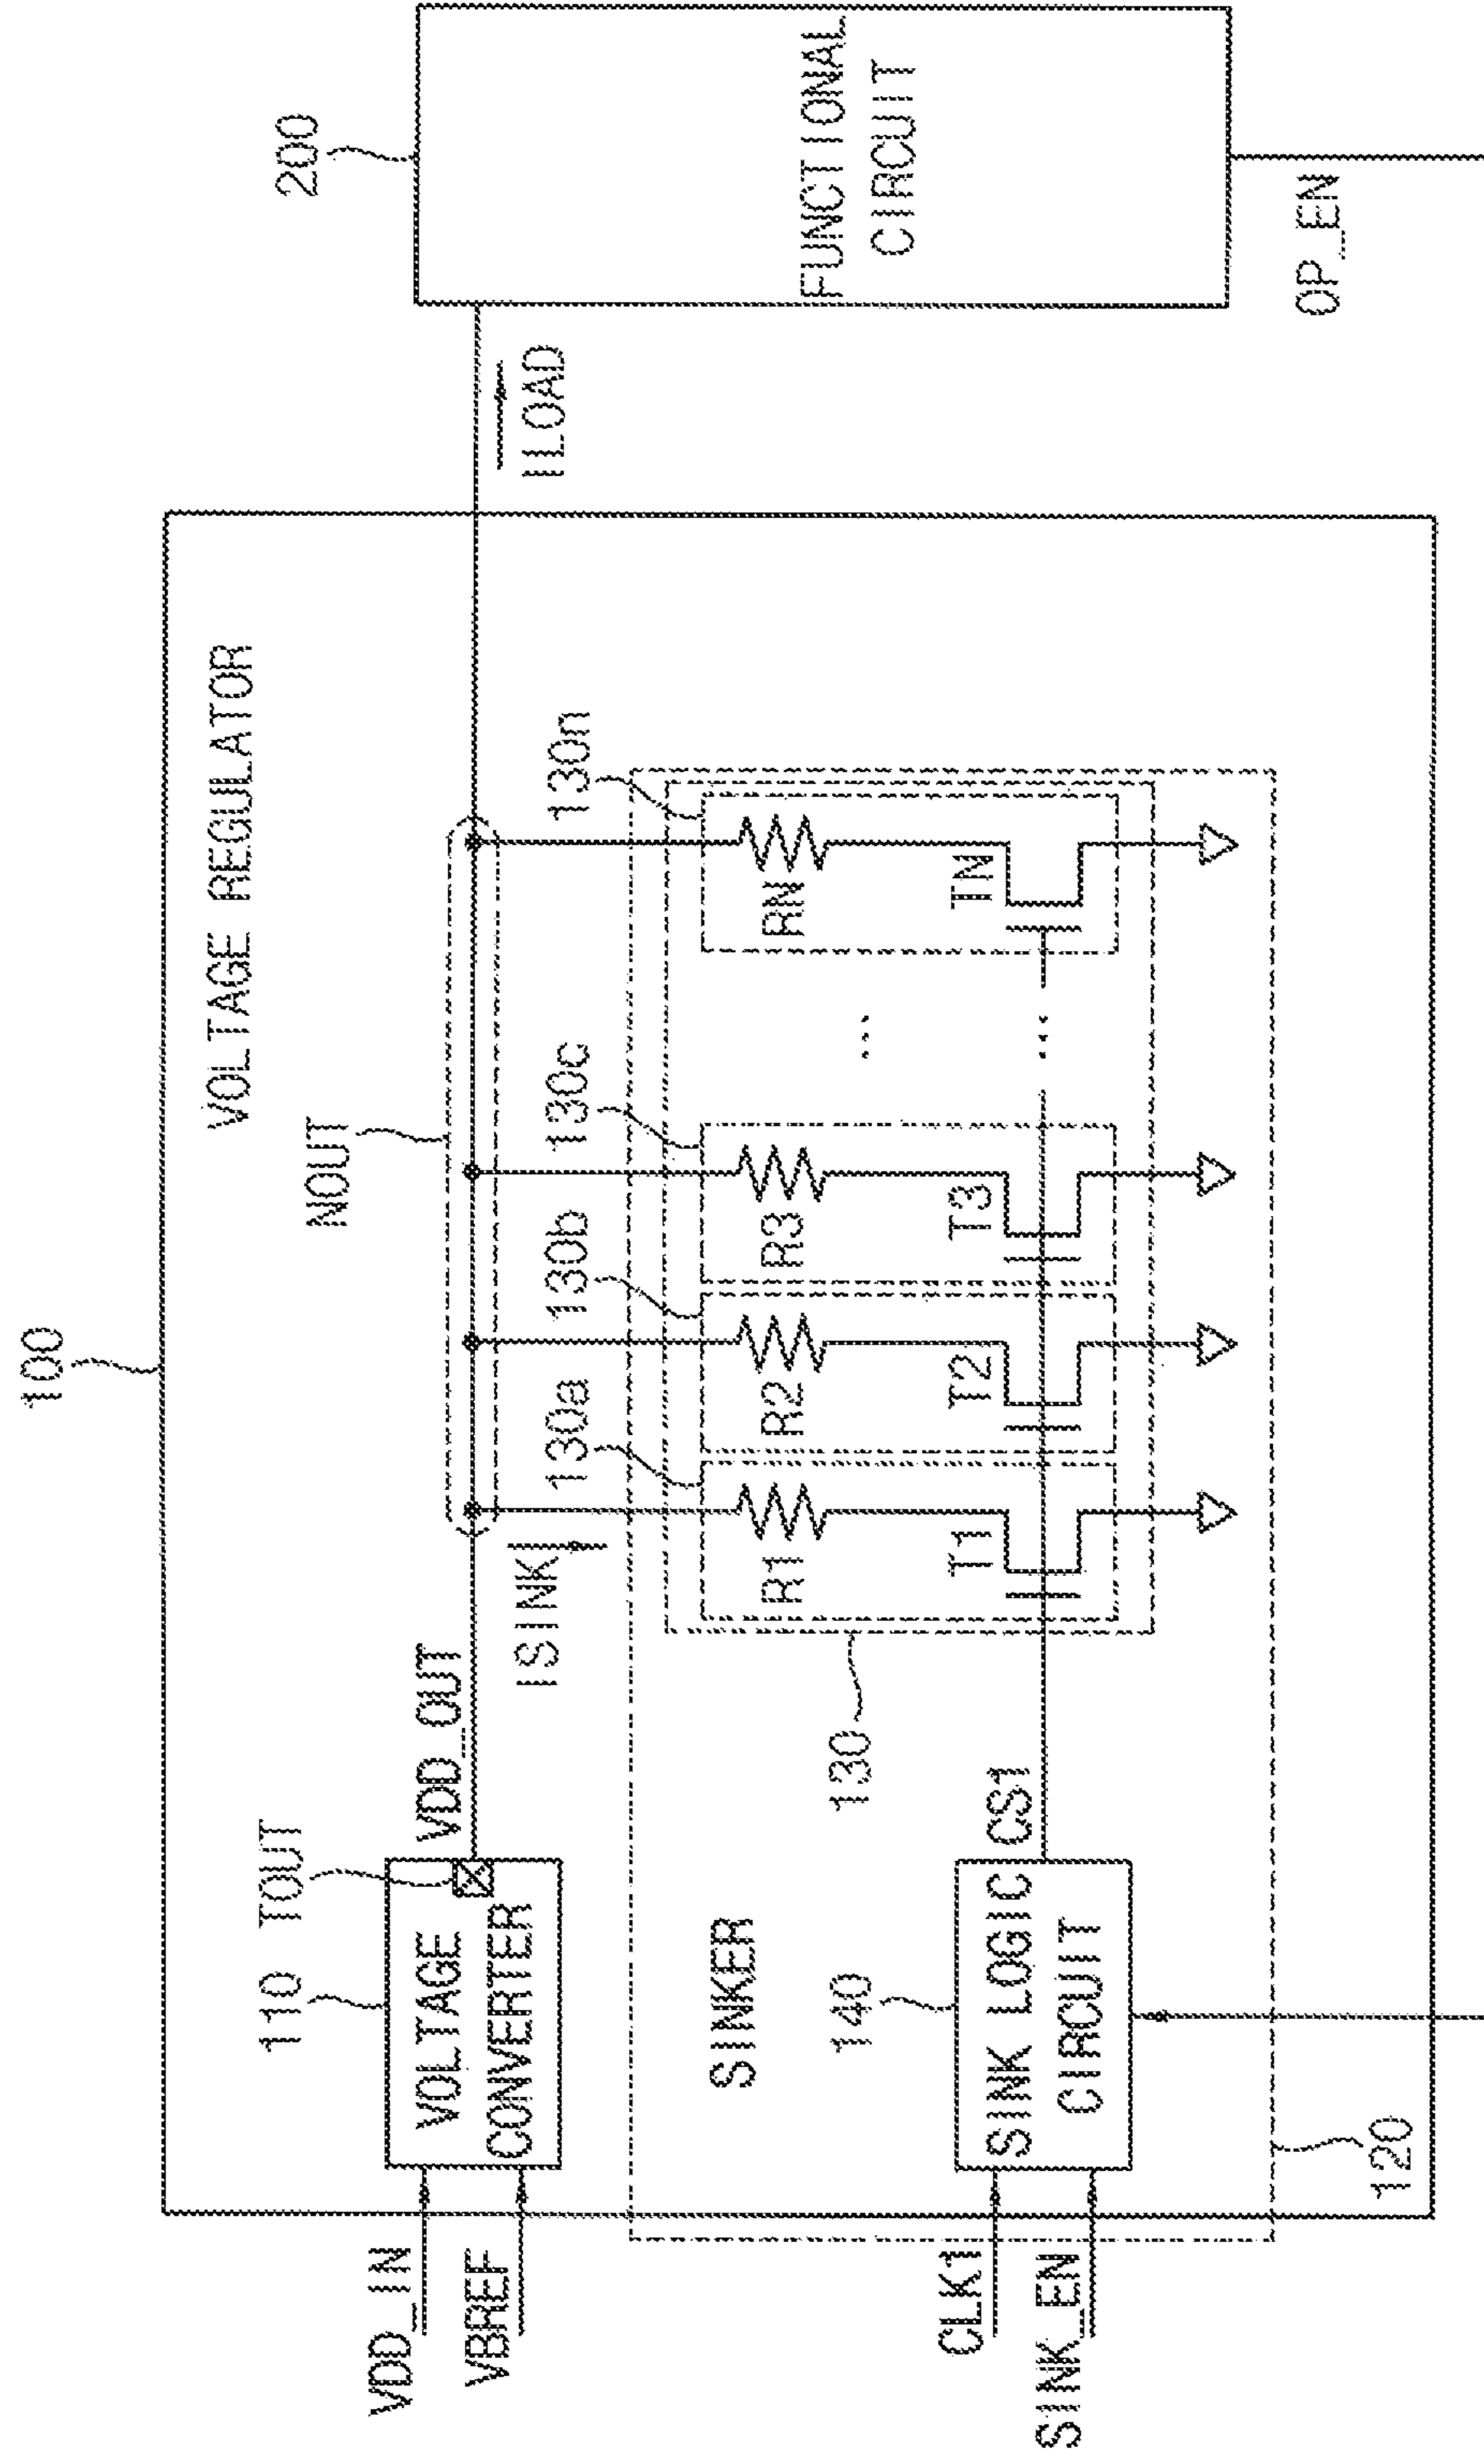 100
200
VOLTAGE REGULATOR
NOUT
110
TOUT
VDD_IN
VBREF
VOLTAGE
CONVERTER
VDD_OUT
ISINK
ILOAD
130a
130b
130c
130n
FUNCTIONAL
CIRCUIT
SINKER
R1
R2
R3
RN
130
...
140
T1
T2
T3
TN
CLK1
SINK_EN
SINK LOGIC
CIRCUIT
CS1
...
120
OP_EN